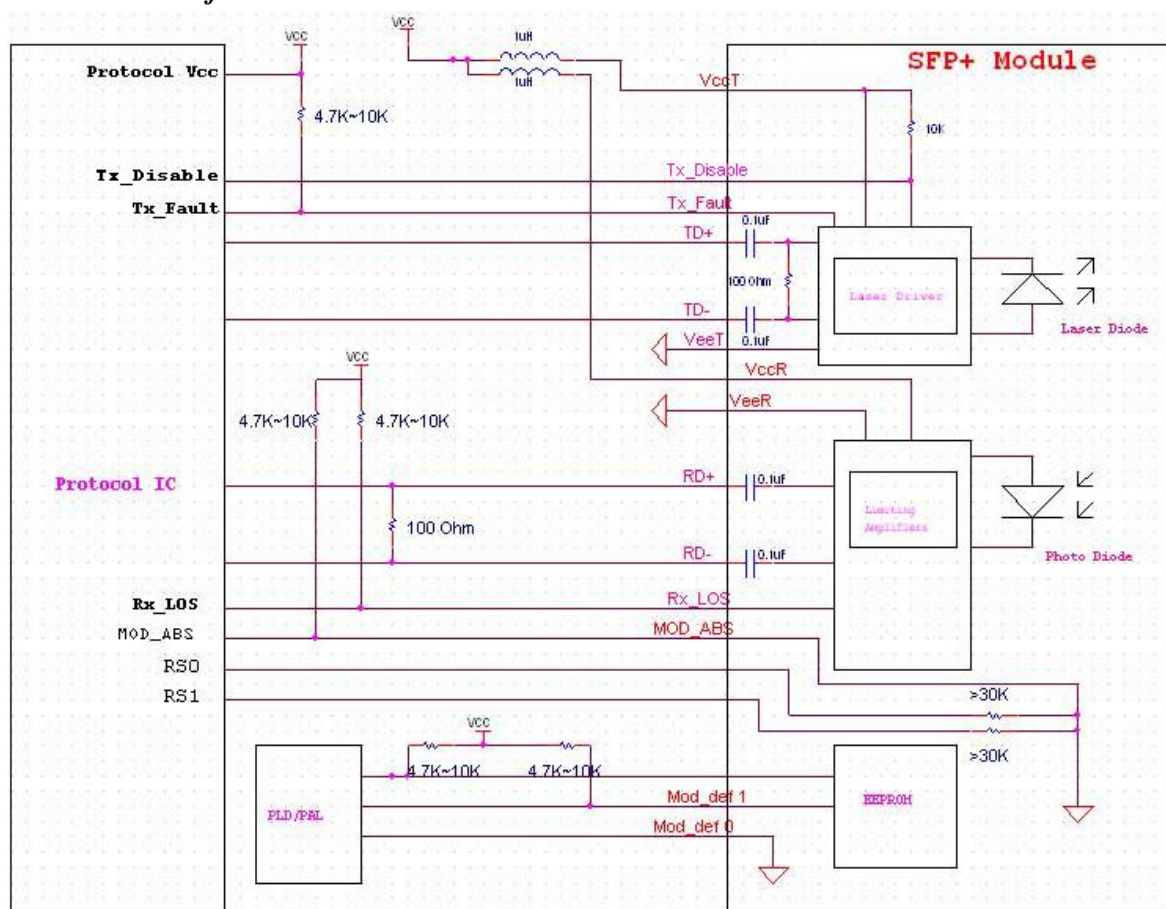 VCC
VCC
1uH
1uH
SFP+ Module
Protocol Vcc
VccT
4.7K~10K
10K
Tx_Disable
Tx_Disable
Tx_Fault
Tx_Fault
0.1uF
TD+
100 Ohm
Laser Driver
TD-
Laser Diode
VeeT
0.1uF
VCC
VccR
VeeR
4.7K~10K
4.7K~10K
Protocol IC
RD+
0.1uF
Limiting
Amplifiers
100 Ohm
RD-
0.1uF
Photo Diode
Rx_LOS
Rx_LOS
MOD_ABS
MOD_ABS
RS0
RS1
>30K
VCC
>30K
4.7K~10K
4.7K~10K
Mod_def 1
EEPROM
PLD/PAL
Mod_def 0